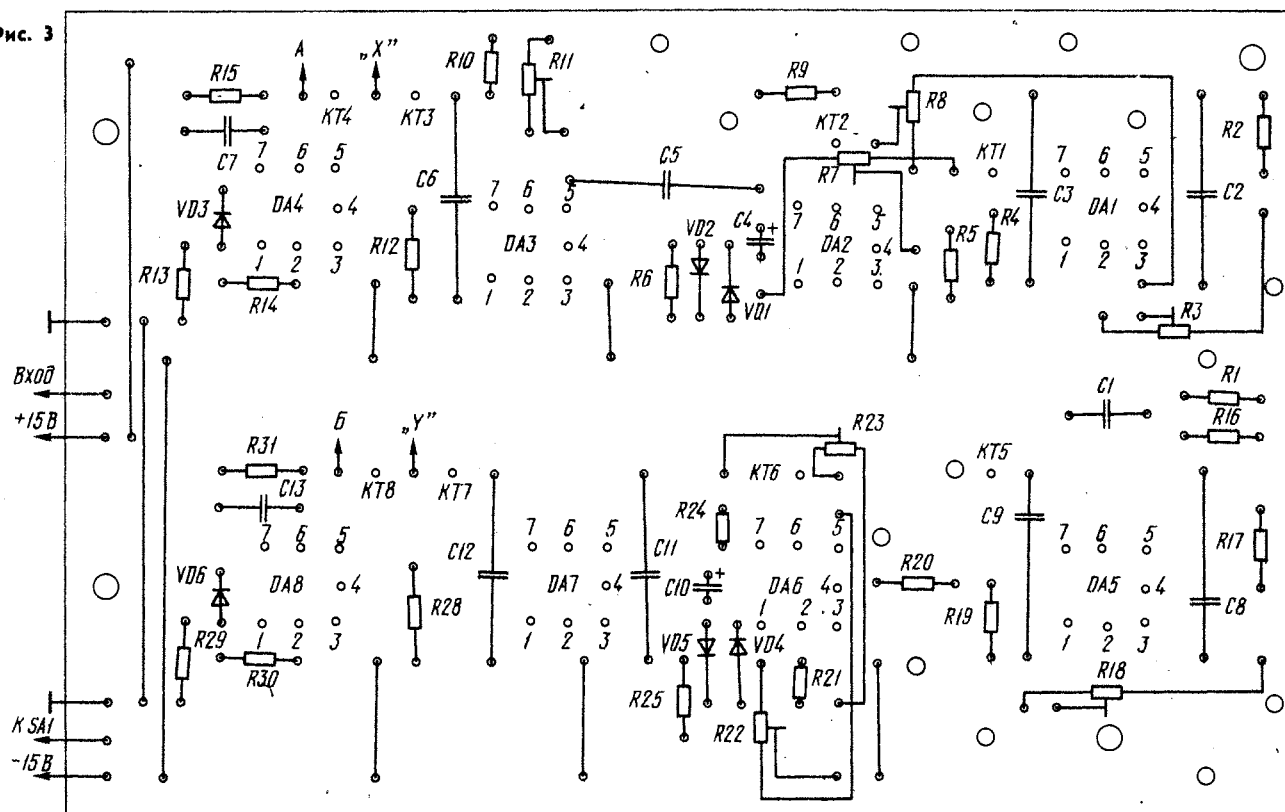 Рис. 3
A
„X"
R10
R11
R15
KT4
KT3
R9
R8
KT2
R2
C7
7
6
5
C6
C5
R7
KT1
C3
7
6
5
C2
DA4
4
VD3
7
6
5
DA3
4
VD2
C4
+
7
6
5
DA2
4
R5
R4
DA1
4
R12
R13
1
2
3
R14
1
2
3
R6
VD1
1
2
3
1
2
3
R3
Вход
+15В
C1
R1
R16
R31
Б
„Y"
R23
C13
KT8
KT7
KT6
KT5
7
6
5
C12
7
6
5
C11
R24
7
6
5
C9
7
6
5
R17
VD6
DA8
4
R28
DA7
4
C10
+
DA6
4
R20
DA5
4
C8
R29
1
2
3
1
2
3
VD5
VD4
1
2
3
R19
1
2
3
R30
R25
R22
R21
R18
К SA1
-15В